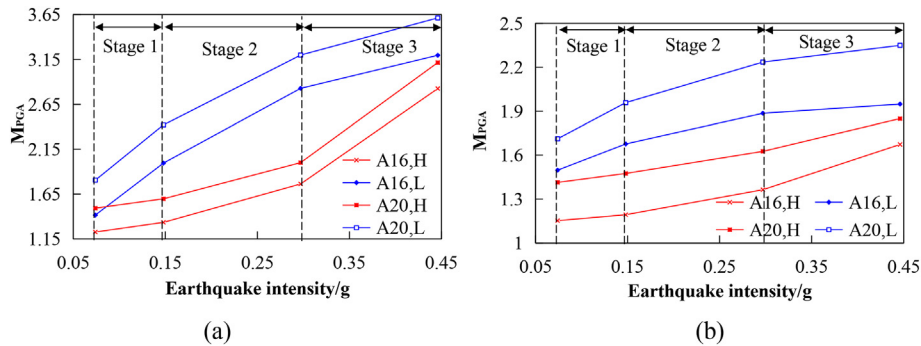 3.65
3.15
2.65
2.15
1.65
1.15
M_PGA
Stage 1
Stage 2
Stage 3
A16,H
A16,L
A20,H
A20,L
0.05
0.15
0.25
0.35
0.45
Earthquake intensity/g
(a)
2.5
2.2
1.9
1.6
1.3
1
M_PGA
Stage 1
Stage 2
Stage 3
A16,H
A16,L
A20,H
A20,L
0.05
0.15
0.25
0.35
0.45
Earthquake intensity/g
(b)